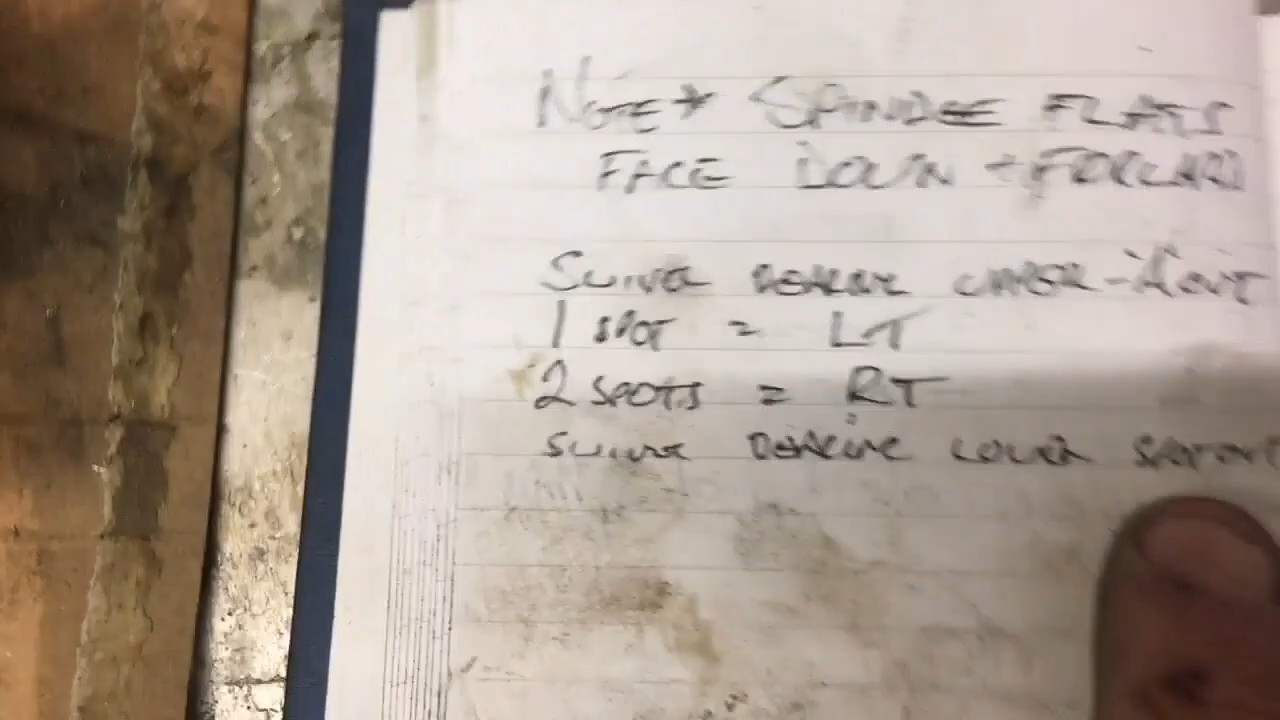 NOTE* SPINDLE FLATS
FACE DOWN + FORWARD
SWIVEL BEARING UPPER-
1 SPOT = LT
2 SPOTS = RT
SWIVEL BEARING LOWER